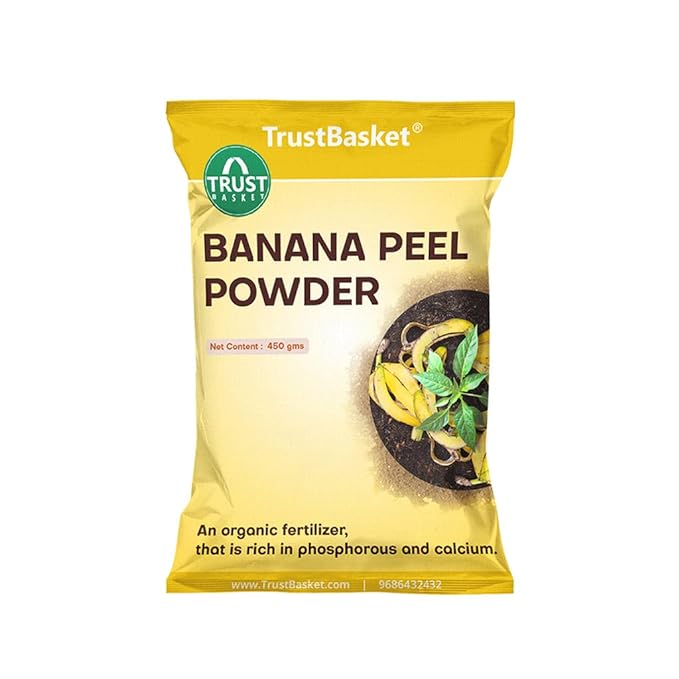 TrustBasket®
TRUST
BASKET
BANANA PEEL
POWDER
Net Content : 450 gms
An organic fertilizer,
that is rich in phosphorous and calcium.
www.TrustBasket.com | 9686432432